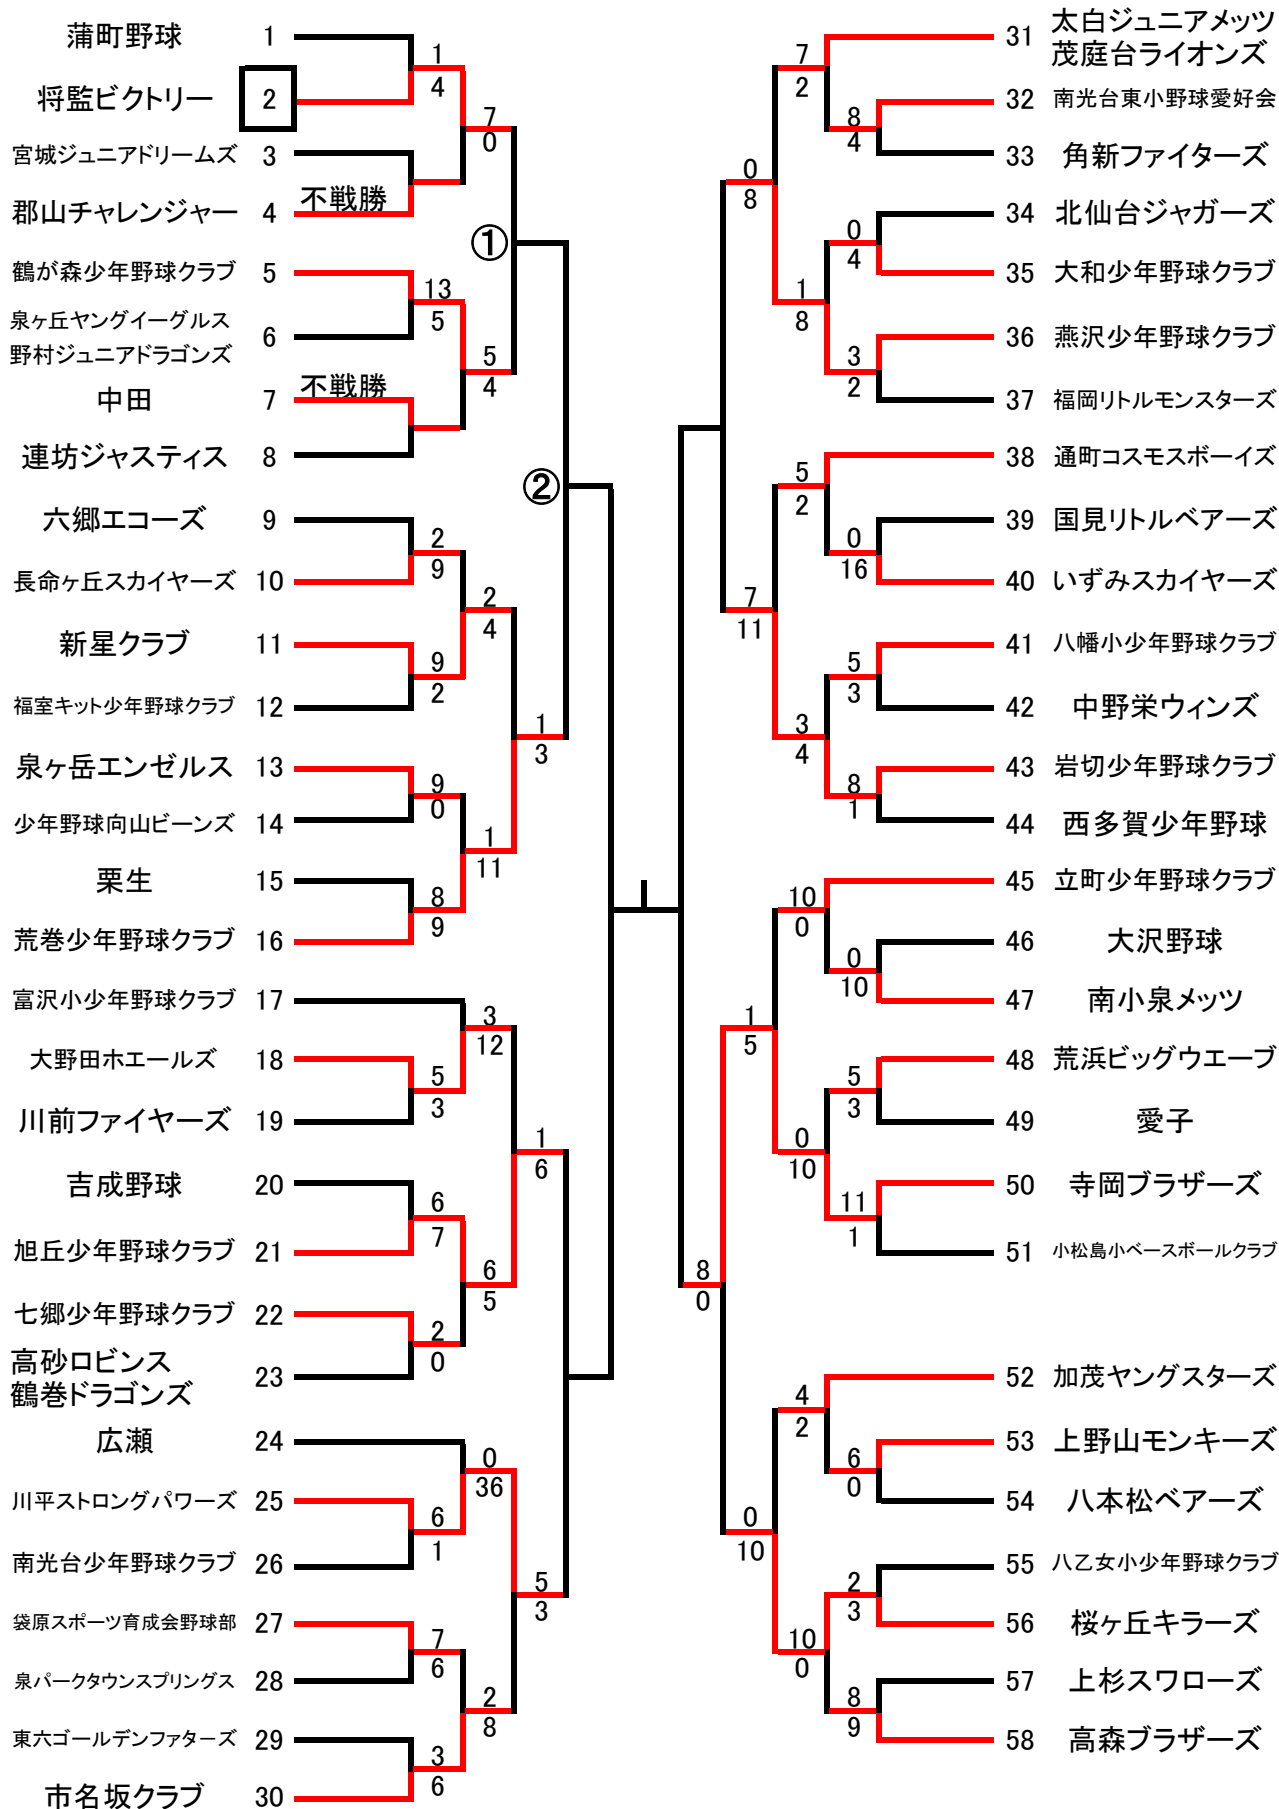 蒲町野球 1
将監ビクトリー 2
宮城ジュニアドリームズ 3
郡山チャレンジャー 4 不戦勝
鶴が森少年野球クラブ 5
泉ヶ丘ヤングイーグルス
野村ジュニアドラゴンズ 6
中田 7 不戦勝
連坊ジャスティス 8
六郷エコーズ 9
長命ヶ丘スカイヤーズ 10
新星クラブ 11
福室キット少年野球クラブ 12
泉ヶ岳エンゼルス 13
少年野球向山ビーンズ 14
栗生 15
荒巻少年野球クラブ 16
富沢小少年野球クラブ 17
大野田ホエールズ 18
川前ファイヤーズ 19
吉成野球 20
旭丘少年野球クラブ 21
七郷少年野球クラブ 22
高砂ロビンス
鶴巻ドラゴンズ 23
広瀬 24
川平ストロングパワーズ 25
南光台少年野球クラブ 26
袋原スポーツ育成会野球部 27
泉パークタウンスプリングス 28
東六ゴールデンファターズ 29
市名坂クラブ 30
1
4
7
0
13
5
5
4
①
2
9
2
4
9
2
1
3
9
0
1
11
8
9
②
3
12
5
3
1
6
6
7
6
5
2
0
0
36
6
1
5
3
7
6
2
8
3
6
7
2
8
4
0
8
0
4
1
8
3
2
5
2
0
16
7
11
5
3
3
4
8
1
10
0
0
10
1
5
5
3
0
10
11
1
8
0
4
2
6
0
0
10
2
3
10
0
8
9
31 太白ジュニアメッツ
茂庭台ライオンズ
32 南光台東小野球愛好会
33 角新ファイターズ
34 北仙台ジャガーズ
35 大和少年野球クラブ
36 燕沢少年野球クラブ
37 福岡リトルモンスターズ
38 通町コスモスボーイズ
39 国見リトルベアーズ
40 いずみスカイヤーズ
41 八幡小少年野球クラブ
42 中野栄ウィンズ
43 岩切少年野球クラブ
44 西多賀少年野球
45 立町少年野球クラブ
46 大沢野球
47 南小泉メッツ
48 荒浜ビッグウエーブ
49 愛子
50 寺岡ブラザーズ
51 小松島小ベースボールクラブ
52 加茂ヤングスターズ
53 上野山モンキーズ
54 八本松ベアーズ
55 八乙女小少年野球クラブ
56 桜ヶ丘キラーズ
57 上杉スワローズ
58 高森ブラザーズ